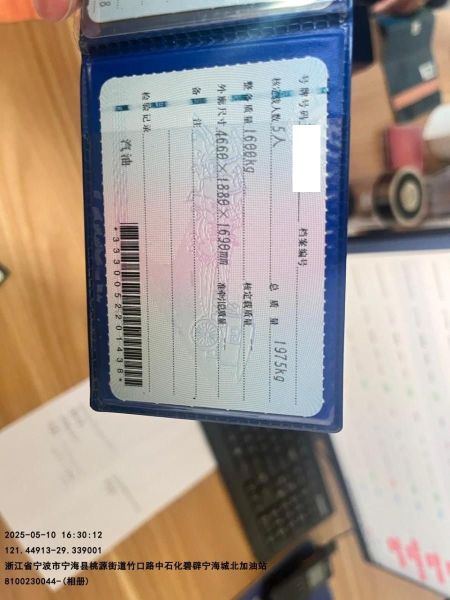 号牌号码 档案编号
核定载人数 5人 总质量 1975kg
整备质量 1600kg 核定载质量
外廓尺寸 4660×1880×1690mm 准牵引总质量
备注
检验记录
汽油
*3330052201438*
2025-05-10 16:30:12
121.44913-29.339001
浙江省宁波市宁海县桃源街道竹口路中石化碧辟宁海城北加油站
8100230044-(相册)